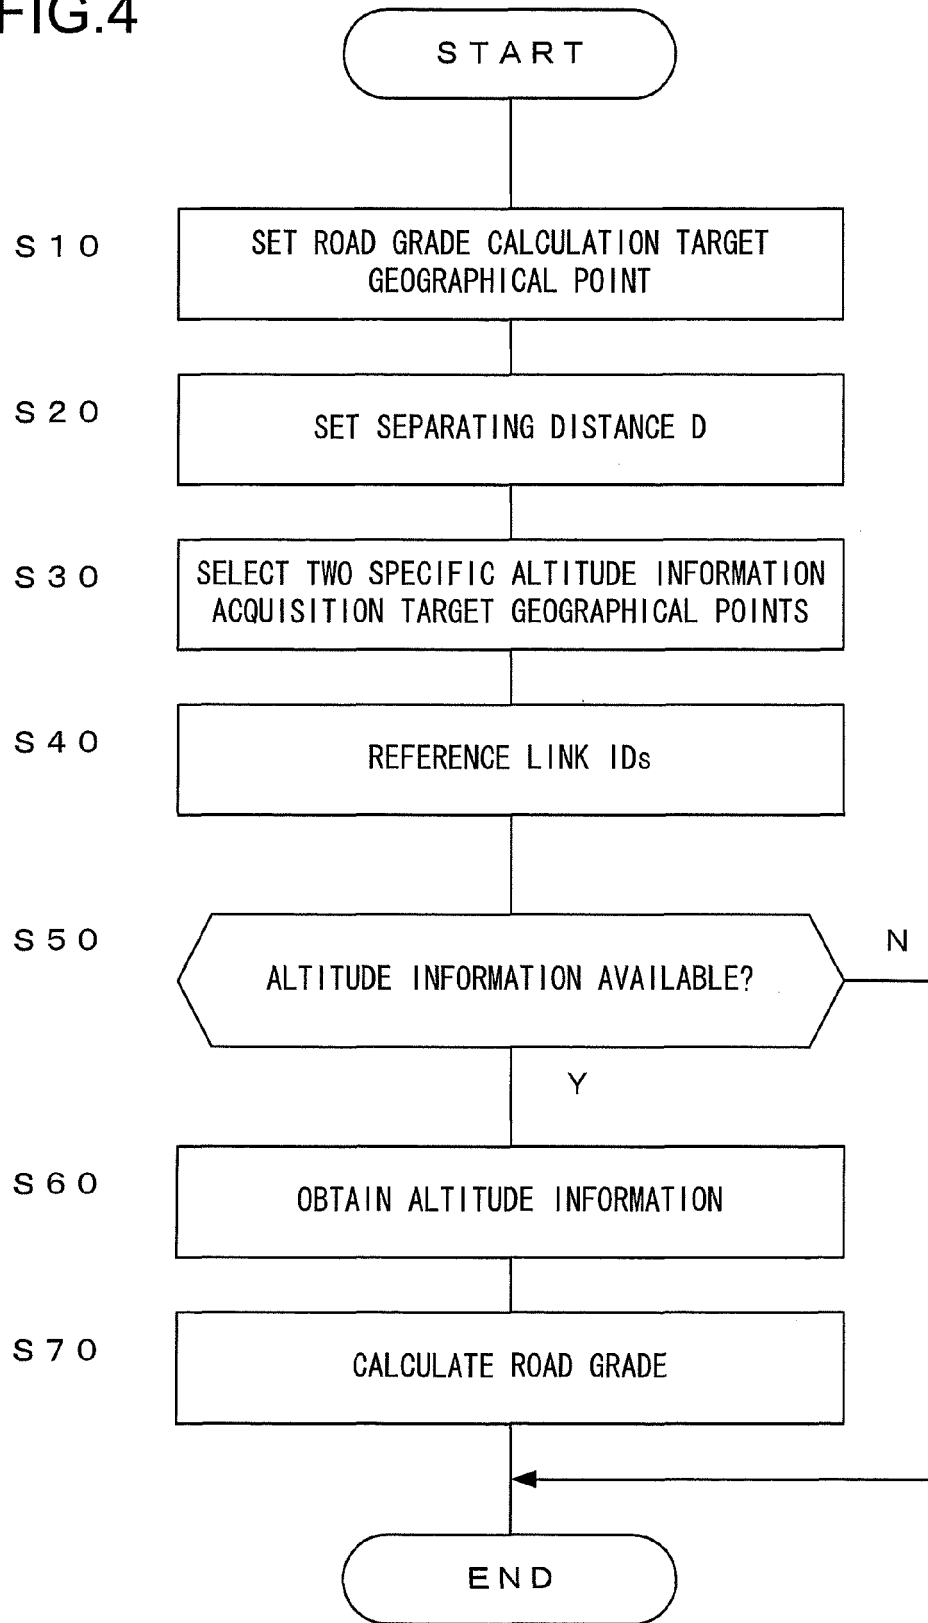 FIG.4
START
S10
SET ROAD GRADE CALCULATION TARGET
GEOGRAPHICAL POINT
S20
SET SEPARATING DISTANCE D
S30
SELECT TWO SPECIFIC ALTITUDE INFORMATION
ACQUISITION TARGET GEOGRAPHICAL POINTS
S40
REFERENCE LINK IDs
S50
ALTITUDE INFORMATION AVAILABLE?
N
Y
S60
OBTAIN ALTITUDE INFORMATION
S70
CALCULATE ROAD GRADE
END